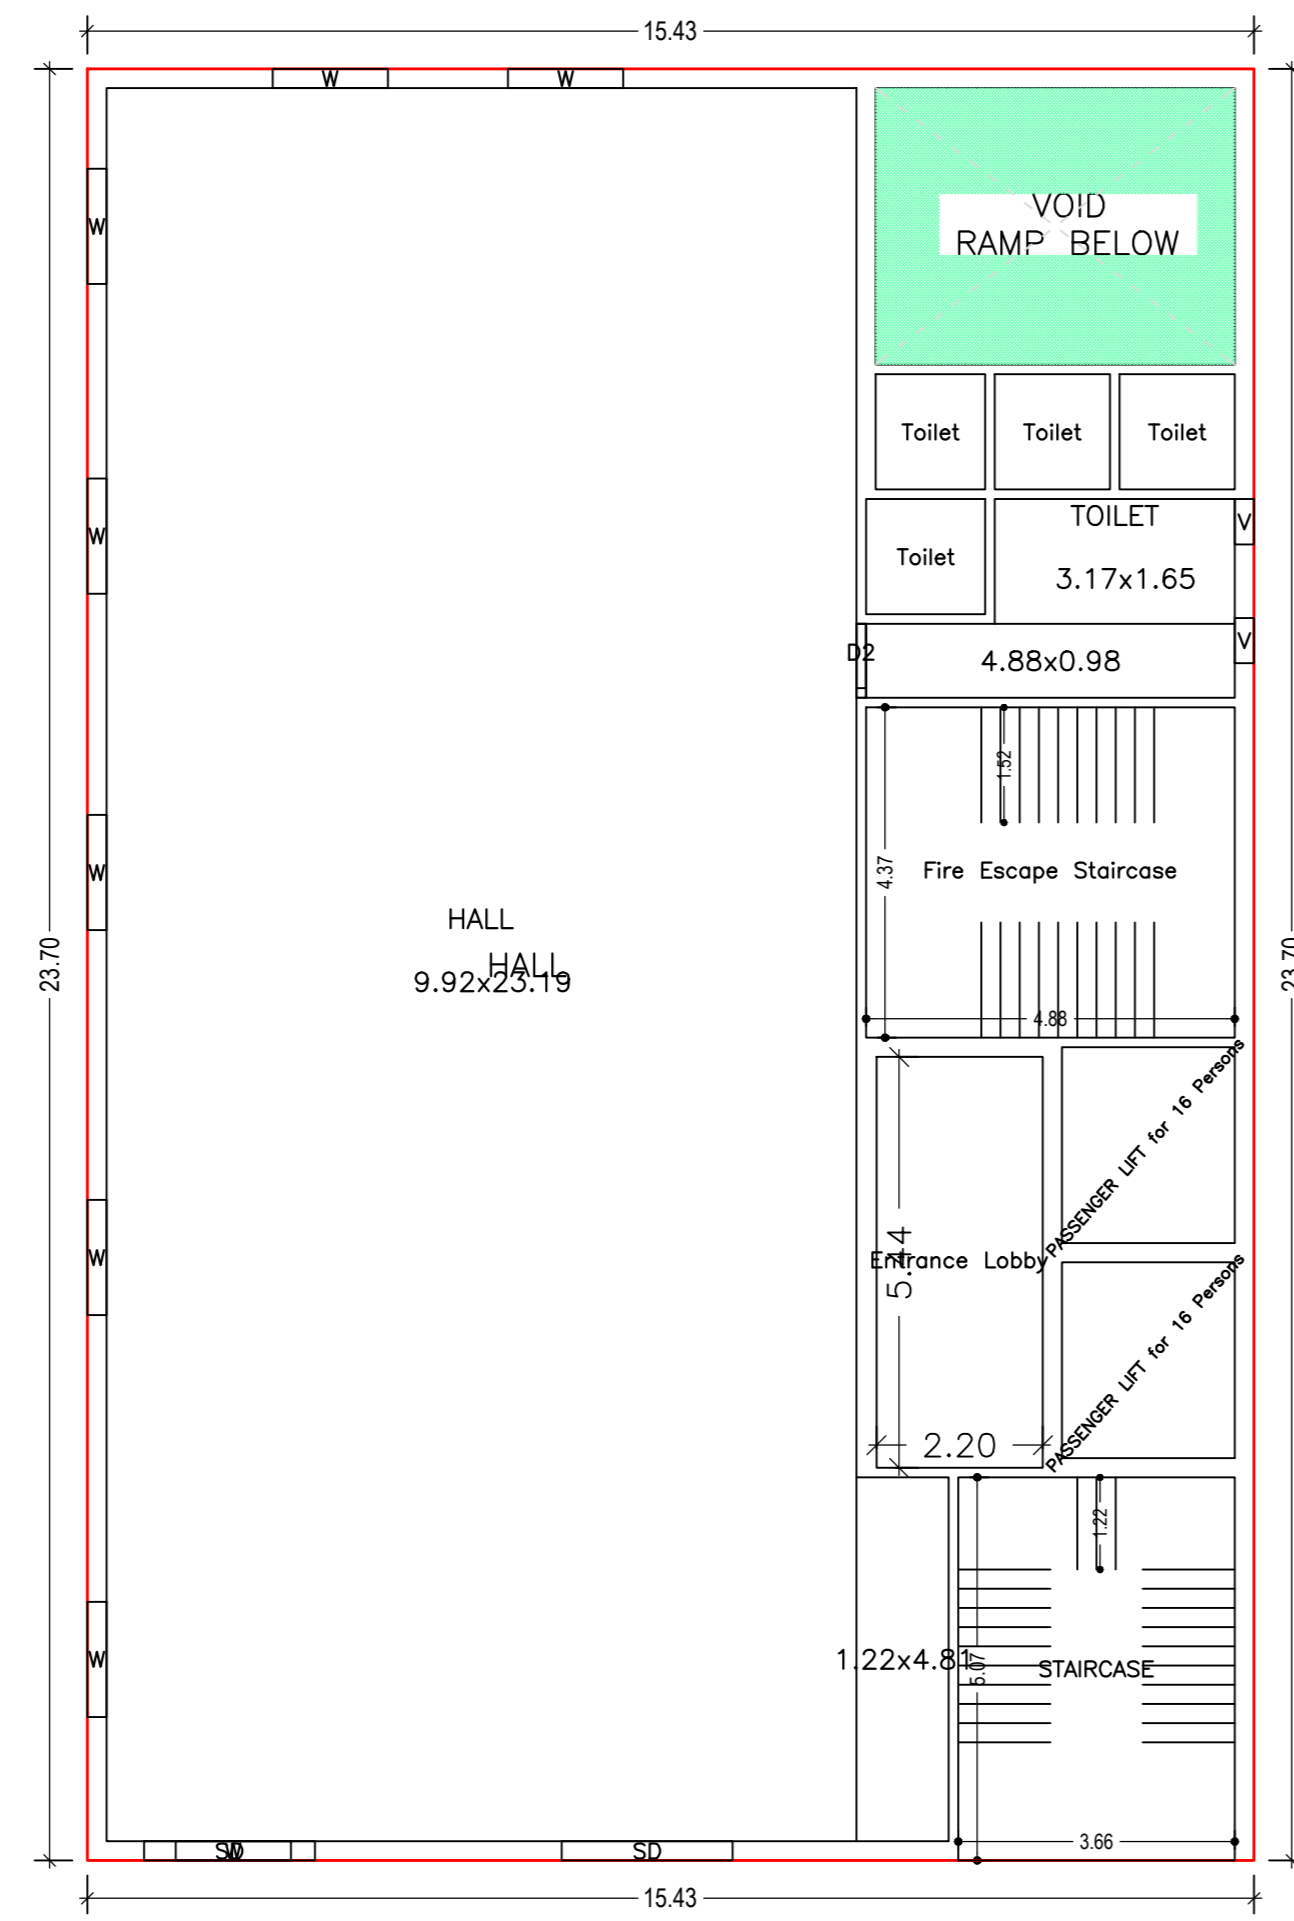 15.43
W
W
VOID
RAMP BELOW
W
Toilet
Toilet
Toilet
TOILET
V
W
Toilet
3.17x1.65
V
D2
4.88x0.98
1.52
W
4.37
Fire Escape Staircase
HALL
HALL
9.92x23.19
23.70
23.70
4.88
PASSENGER LIFT for 16 Persons
W
Entrance Lobby
5.44
PASSENGER LIFT for 16 Persons
2.20
1.22
W
1.22x4.81
5.07
STAIRCASE
3.66
SD
W
SD
15.43